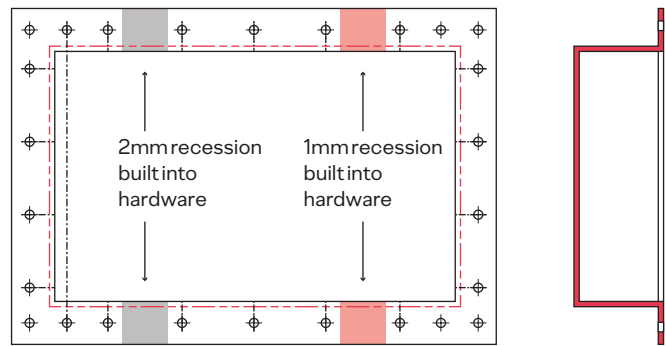 2mm recession
built into
hardware
1mm recession
built into
hardware